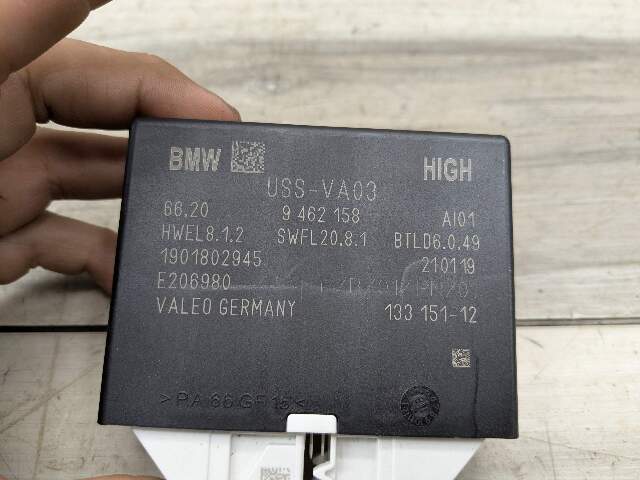 BMW HIGH
USS-VA03
66.20 9 462 158 AI01
HWEL8.1.2 SWFL20.8.1 BTLD6.0.49
1901802945 210119
E206980
VALEO GERMANY 133 151-12
>PA 66 GF 15<